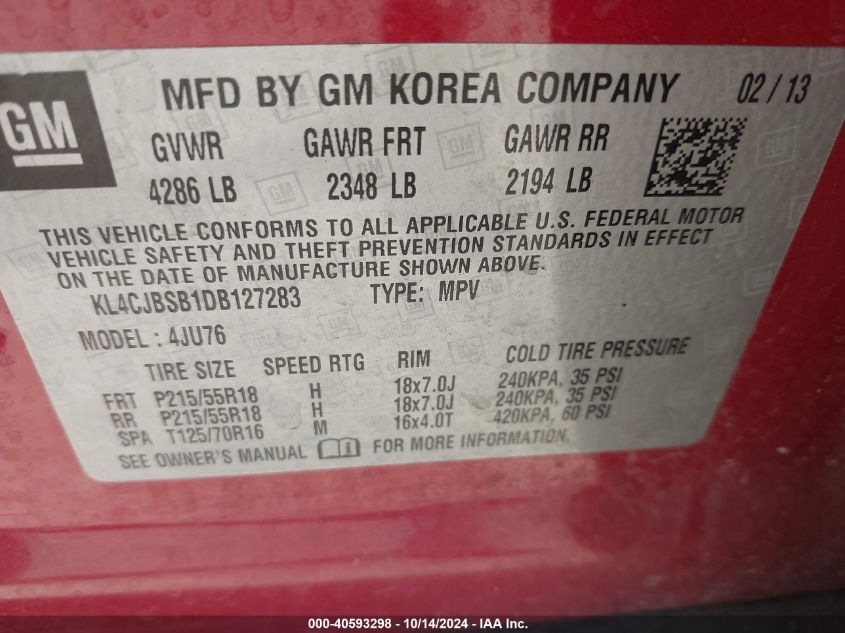 GM
MFD BY GM KOREA COMPANY 02/13
GVWR GAWR FRT GAWR RR
4286 LB 2348 LB 2194 LB
THIS VEHICLE CONFORMS TO ALL APPLICABLE U.S. FEDERAL MOTOR
VEHICLE SAFETY AND THEFT PREVENTION STANDARDS IN EFFECT
ON THE DATE OF MANUFACTURE SHOWN ABOVE.
KL4CJBSB1DB127283 TYPE: MPV
MODEL : 4JU76
TIRE SIZE SPEED RTG RIM COLD TIRE PRESSURE
FRT P215/55R18 H 18x7.0J 240KPA, 35 PSI
RR P215/55R18 H 18x7.0J 240KPA, 35 PSI
SPA T125/70R16 M 16x4.0T 420KPA, 60 PSI
SEE OWNER'S MANUAL FOR MORE INFORMATION.
000-40593298 - 10/14/2024 - IAA Inc.